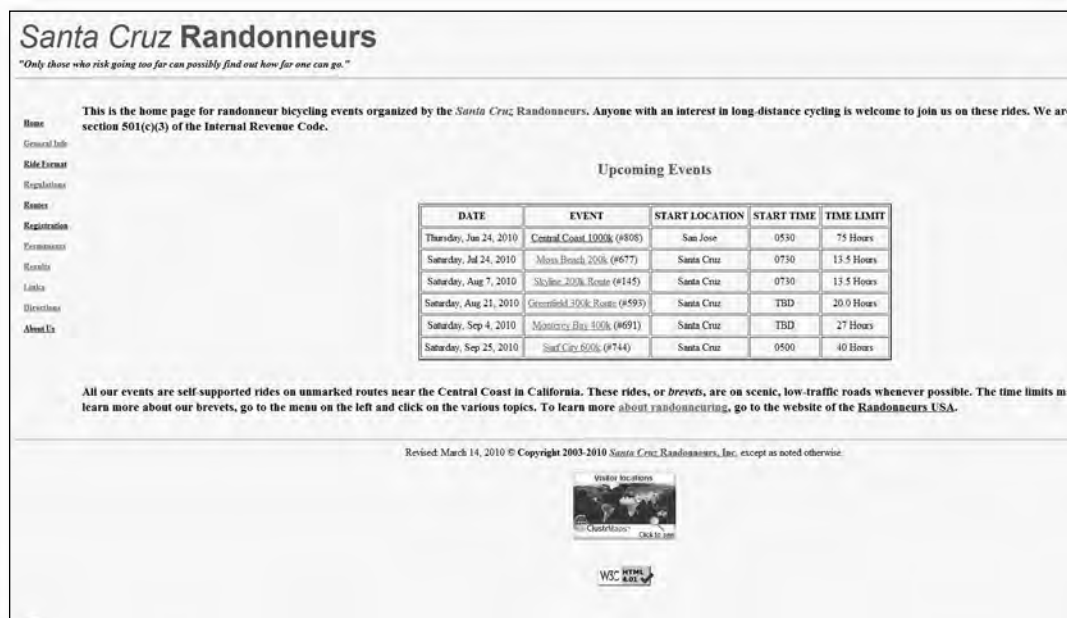 Santa Cruz Randonneurs
"Only those who risk going too far can possibly find out how far one can go."
Home
General Info
Ride Format
Regulations
Routes
Registration
Permanents
Results
Links
Directions
About Us
This is the home page for randonneur bicycling events organized by the Santa Cruz Randonneurs. Anyone with an interest in long-distance cycling is welcome to join us on these rides. We are
section 501(c)(3) of the Internal Revenue Code.
Upcoming Events
DATE EVENT START LOCATION START TIME TIME LIMIT
Thursday, Jun 24, 2010 Central Coast 1000k (#808) San Jose 0530 75 Hours
Saturday, Jul 24, 2010 Moss Beach 200k (#677) Santa Cruz 0730 13.5 Hours
Saturday, Aug 7, 2010 Skyline 200k Route (#145) Santa Cruz 0730 13.5 Hours
Saturday, Aug 21, 2010 Greenfield 300k Route (#593) Santa Cruz TBD 20.0 Hours
Saturday, Sep 4, 2010 Monterey Bay 400k (#691) Santa Cruz TBD 27 Hours
Saturday, Sep 25, 2010 Surf City 600k (#744) Santa Cruz 0500 40 Hours
All our events are self-supported rides on unmarked routes near the Central Coast in California. These rides, or brevets, are on scenic, low-traffic roads whenever possible. The time limits m
learn more about our brevets, go to the menu on the left and click on the various topics. To learn more about randonneuring, go to the website of the Randonneurs USA.
Revised: March 14, 2010 © Copyright 2003-2010 Santa Cruz Randonneurs, Inc. except as noted otherwise.
Visitor locations
ClustrMaps™
Click to see
W3C HTML 4.01